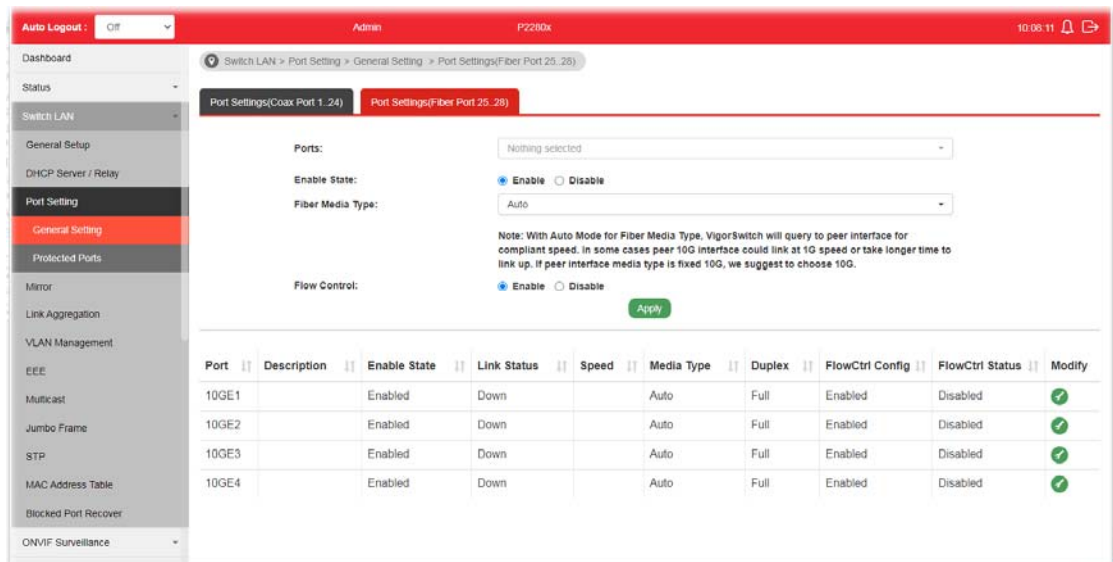 Auto Logout : Off Admin P2280x 10:08:11
Dashboard
Status
Switch LAN
General Setup
DHCP Server / Relay
Port Setting
General Setting
Protected Ports
Mirror
Link Aggregation
VLAN Management
EEE
Multicast
Jumbo Frame
STP
MAC Address Table
Blocked Port Recover
ONVIF Surveillance
Switch LAN > Port Setting > General Setting > Port Settings(Fiber Port 25..28)
Port Settings(Coax Port 1..24) Port Settings(Fiber Port 25..28)
Ports: Nothing selected
Enable State: Enable Disable
Fiber Media Type: Auto
Note: With Auto Mode for Fiber Media Type, VigorSwitch will query to peer interface for
compliant speed. In some cases peer 10G interface could link at 1G speed or take longer time to
link up. If peer interface media type is fixed 10G, we suggest to choose 10G.
Flow Control: Enable Disable
Apply
Port Description Enable State Link Status Speed Media Type Duplex FlowCtrl Config FlowCtrl Status Modify
10GE1 Enabled Down Auto Full Enabled Disabled
10GE2 Enabled Down Auto Full Enabled Disabled
10GE3 Enabled Down Auto Full Enabled Disabled
10GE4 Enabled Down Auto Full Enabled Disabled